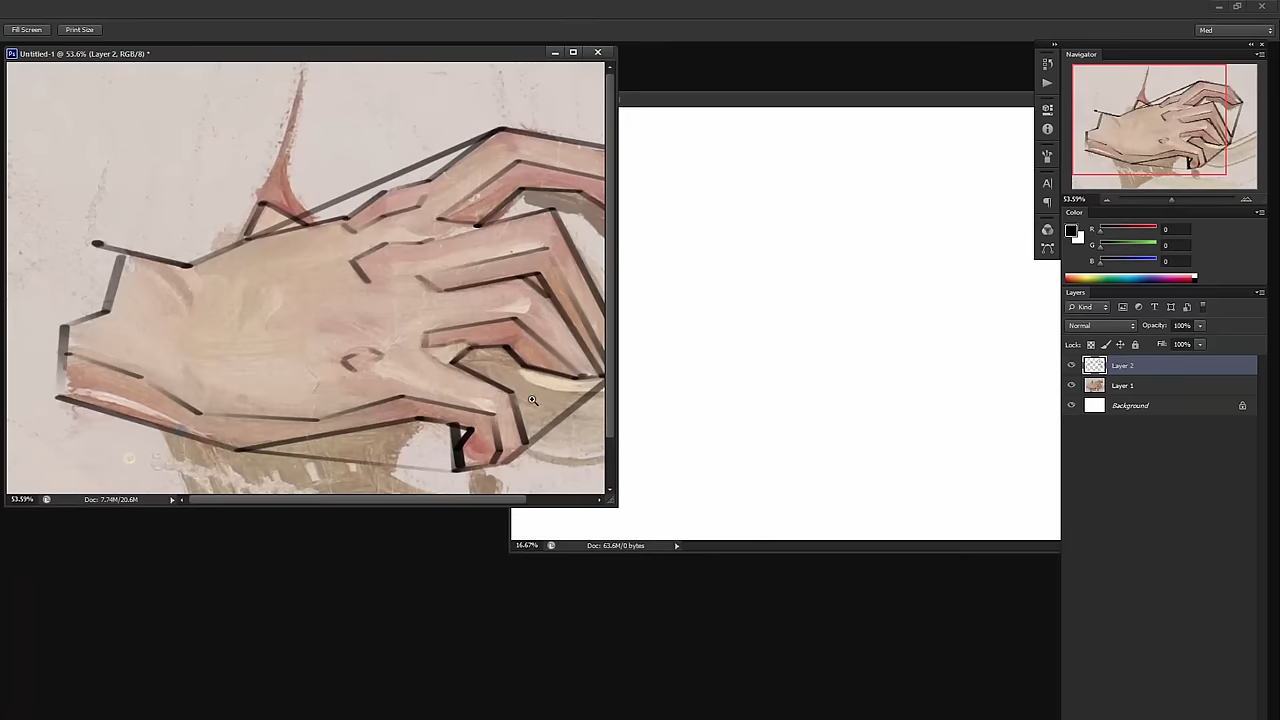 Fill Screen
Print Size
Med
Untitled-1 @ 53.6% (Layer 2, RGB/8) *
Navigator
53.59%
Color
R 0
G 0
B 0
Layers
Kind
Normal
Opacity: 100%
Lock:
Fill: 100%
Layer 2
Layer 1
Background
53.59%
Doc: 7.74M/20.6M
16.67%
Doc: 63.6M/0 bytes